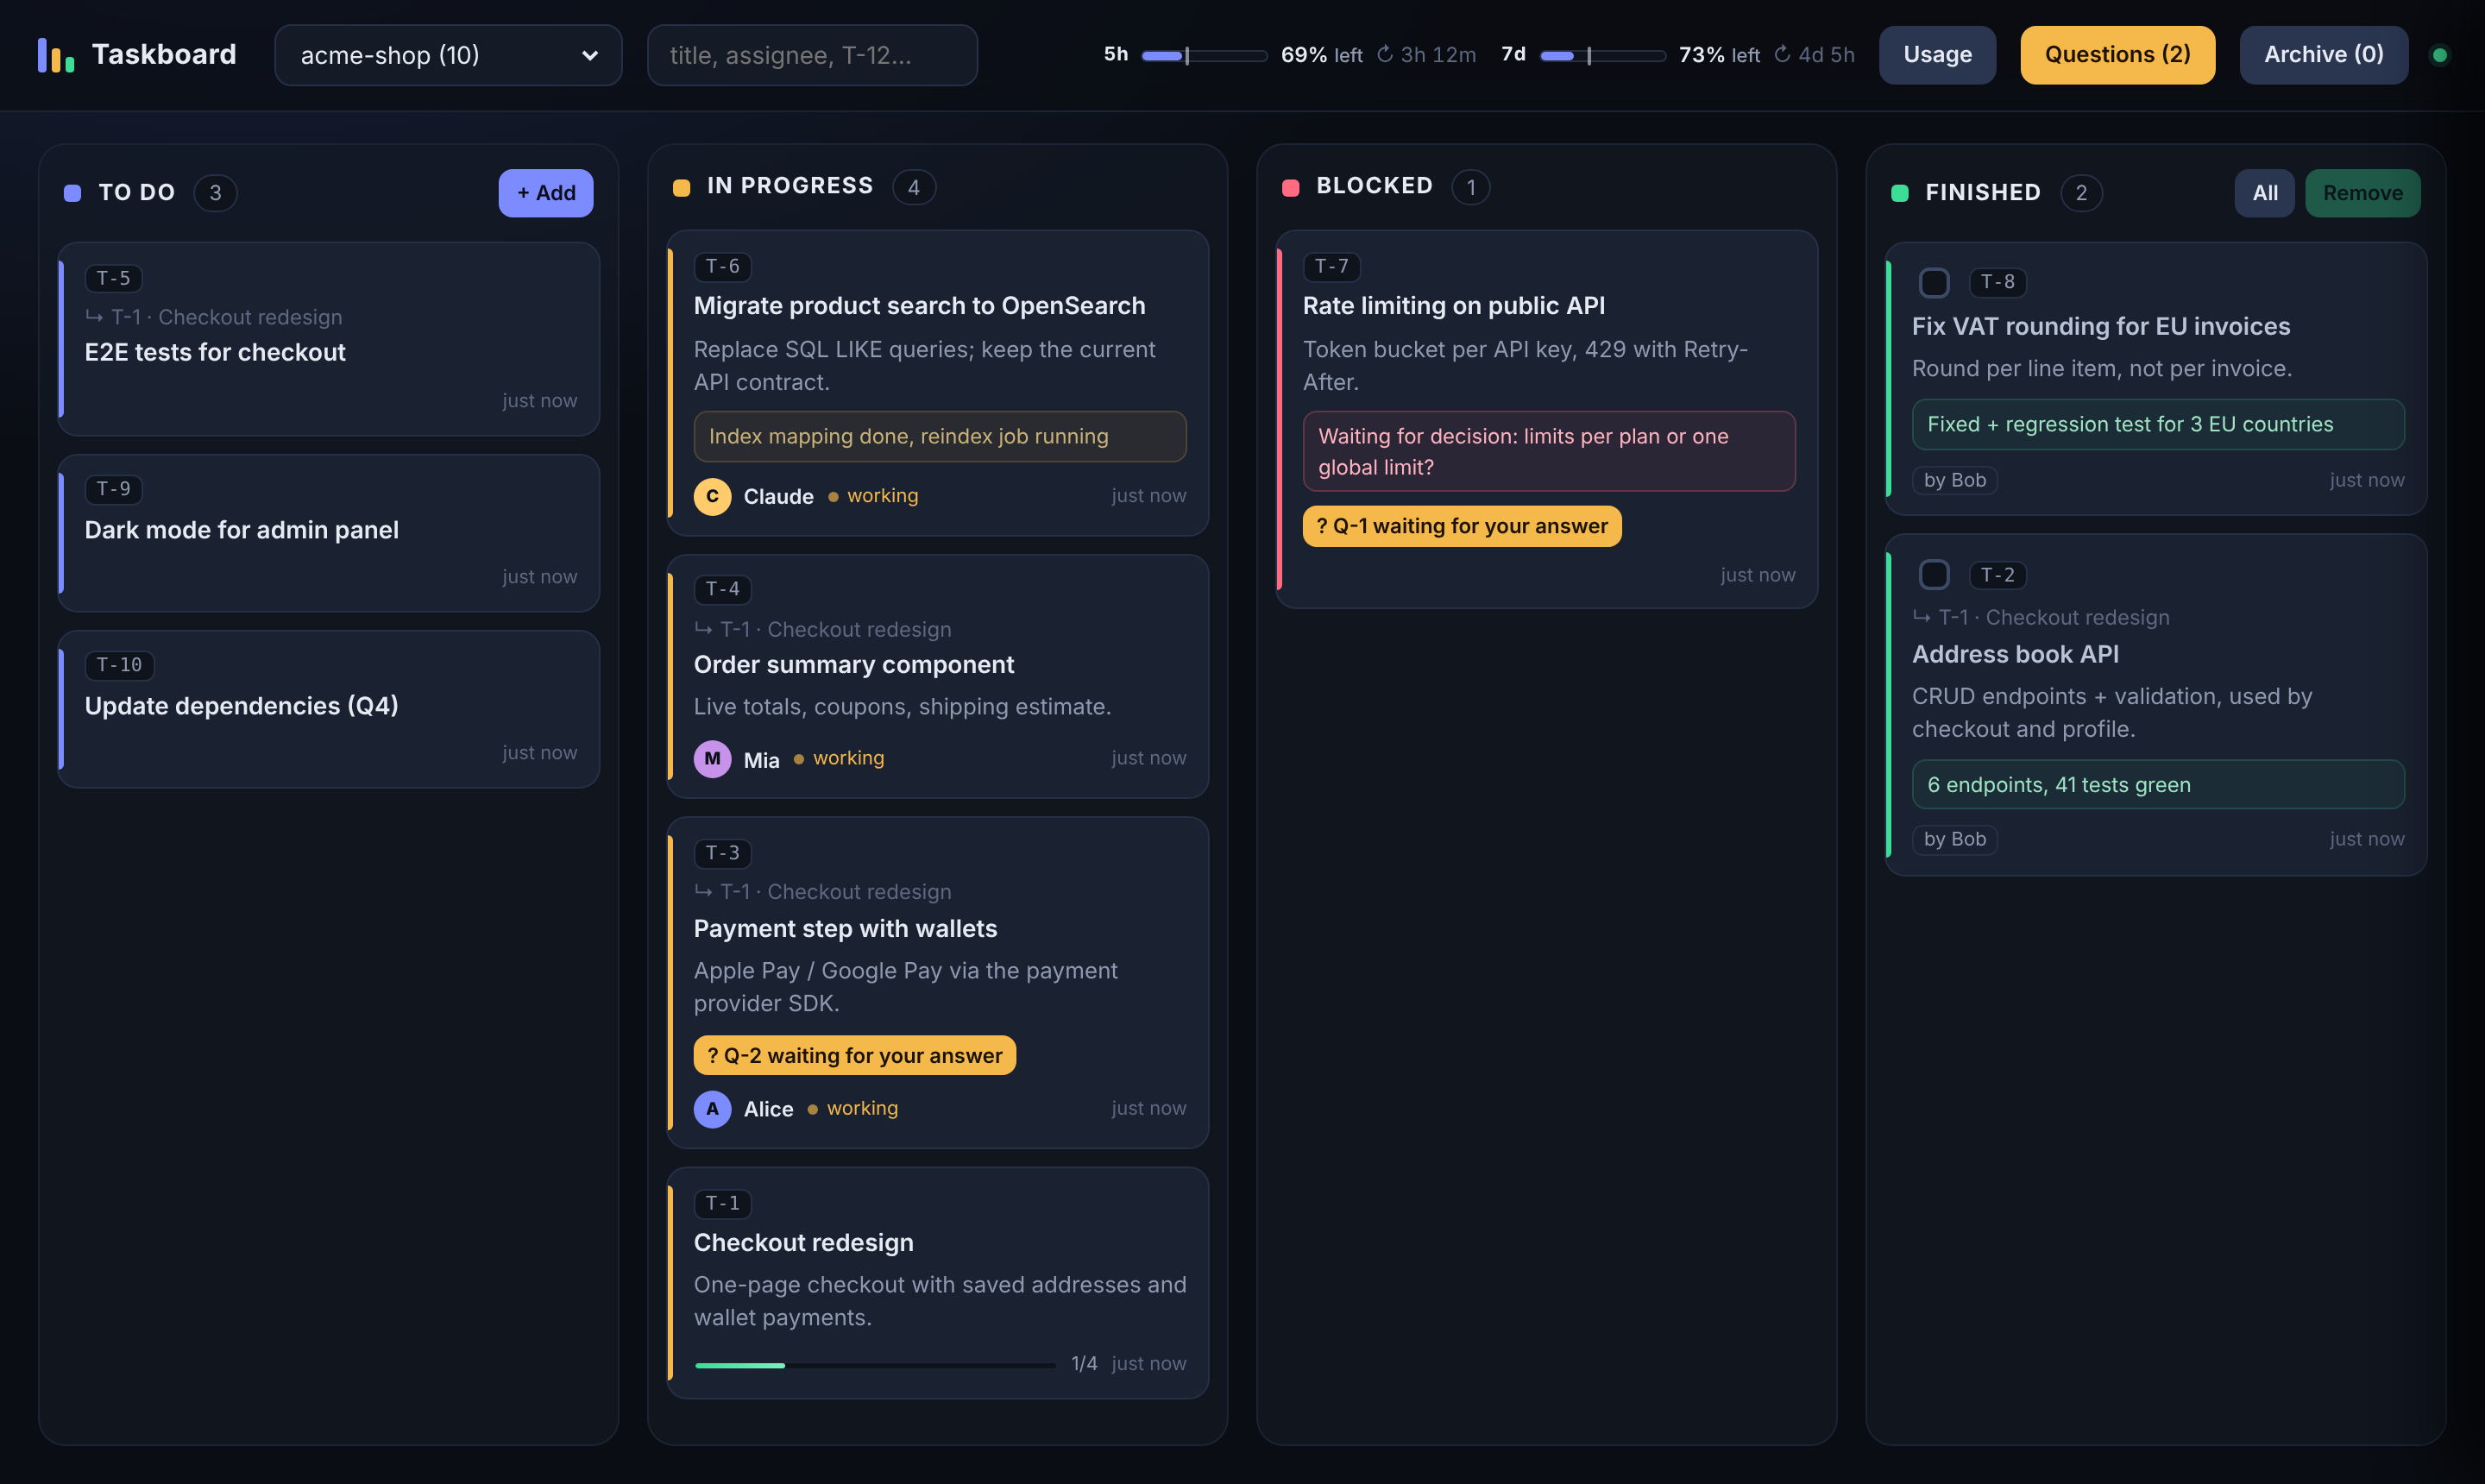 Taskboard
acme-shop (10)
title, assignee, T-12...
5h 69% left ↻ 3h 12m
7d 73% left ↻ 4d 5h
Usage
Questions (2)
Archive (0)
TO DO 3
+ Add
T-5
↳ T-1 · Checkout redesign
E2E tests for checkout
just now
T-9
Dark mode for admin panel
just now
T-10
Update dependencies (Q4)
just now
IN PROGRESS 4
T-6
Migrate product search to OpenSearch
Replace SQL LIKE queries; keep the current
API contract.
Index mapping done, reindex job running
C Claude working just now
T-4
↳ T-1 · Checkout redesign
Order summary component
Live totals, coupons, shipping estimate.
M Mia working just now
T-3
↳ T-1 · Checkout redesign
Payment step with wallets
Apple Pay / Google Pay via the payment
provider SDK.
? Q-2 waiting for your answer
A Alice working just now
T-1
Checkout redesign
One-page checkout with saved addresses and
wallet payments.
1/4 just now
BLOCKED 1
T-7
Rate limiting on public API
Token bucket per API key, 429 with Retry-
After.
Waiting for decision: limits per plan or one
global limit?
? Q-1 waiting for your answer
just now
FINISHED 2
All
Remove
T-8
Fix VAT rounding for EU invoices
Round per line item, not per invoice.
Fixed + regression test for 3 EU countries
by Bob just now
T-2
↳ T-1 · Checkout redesign
Address book API
CRUD endpoints + validation, used by
checkout and profile.
6 endpoints, 41 tests green
by Bob just now